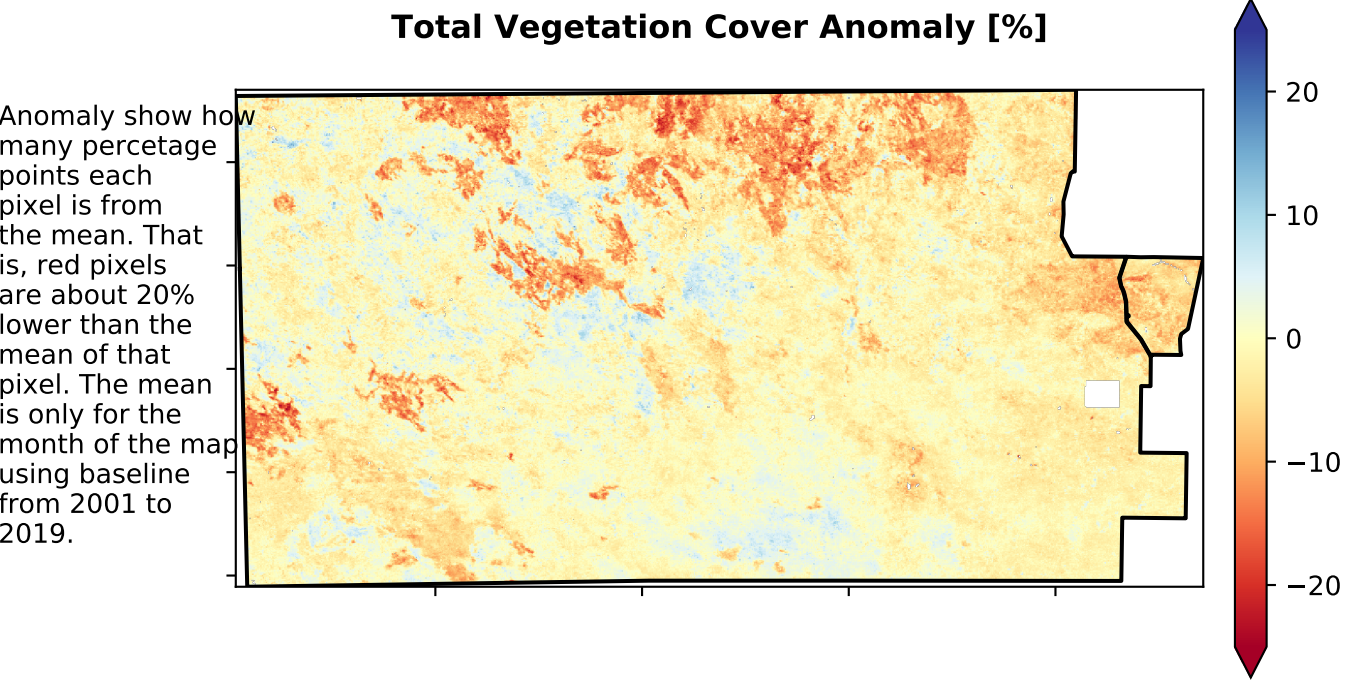 Total Vegetation Cover Anomaly [%]
Anomaly show how
many percetage
points each
pixel is from
the mean. That
is, red pixels
are about 20%
lower than the
mean of that
pixel. The mean
is only for the
month of the map
using baseline
from 2001 to
2019.
20
10
0
−10
−20